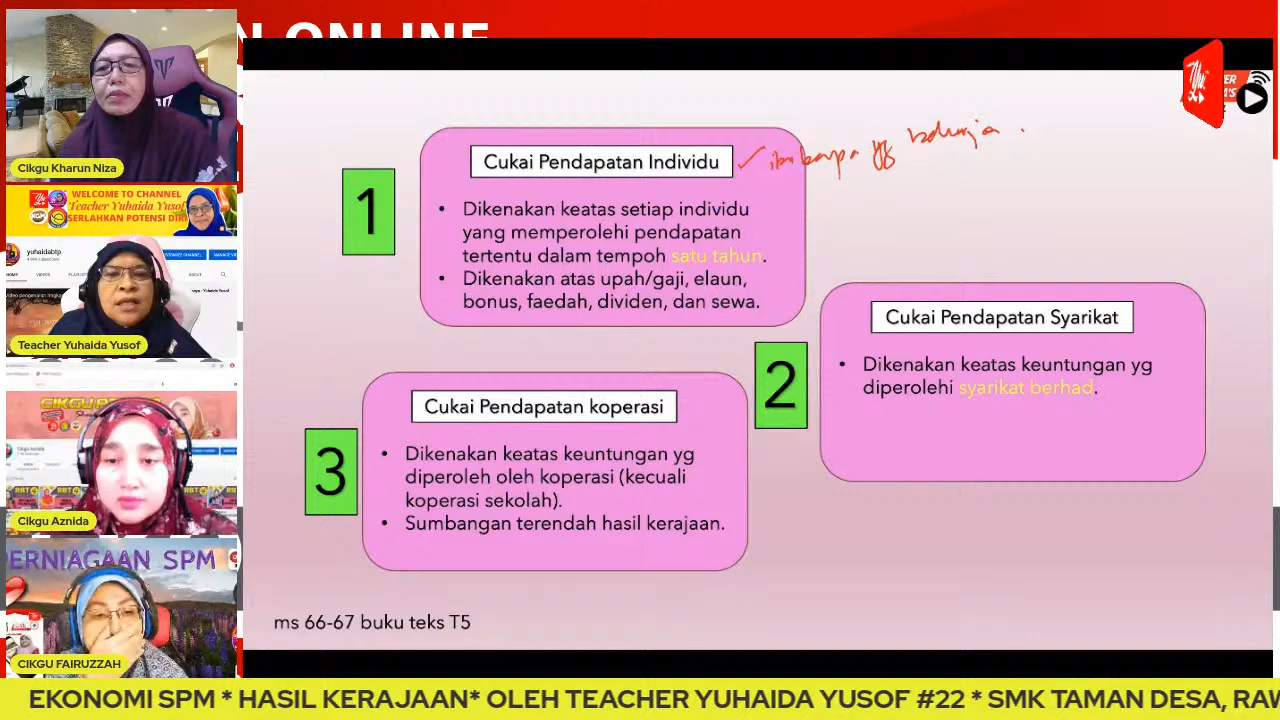 N ONLINE
Cikgu Kharun Niza
WELCOME TO CHANNEL
Teacher Yuhaida Yusof
SERLAHKAN POTENSI DIRI
yuhaidabtp
Teacher Yuhaida Yusof
Cikgu Aznida
PERNIAGAAN SPM
CIKGU FAIRUZZAH
1
Cukai Pendapatan Individu
yg bekerja.
• Dikenakan keatas setiap individu
yang memperolehi pendapatan
tertentu dalam tempoh satu tahun.
• Dikenakan atas upah/gaji, elaun,
bonus, faedah, dividen, dan sewa.
2
Cukai Pendapatan Syarikat
• Dikenakan keatas keuntungan yg
diperolehi syarikat berhad.
3
Cukai Pendapatan koperasi
• Dikenakan keatas keuntungan yg
diperoleh oleh koperasi (kecuali
koperasi sekolah).
• Sumbangan terendah hasil kerajaan.
ms 66-67 buku teks T5
EKONOMI SPM * HASIL KERAJAAN* OLEH TEACHER YUHAIDA YUSOF #22 * SMK TAMAN DESA, RAW